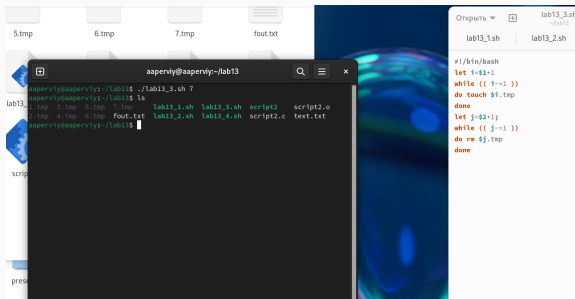 5.tmp 6.tmp 7.tmp fout.txt
Открыть lab13_3.sh
~/lab13
lab13_1.sh lab13_2.sh
aaperviy@aaperviy:~/lab13
aaperviy@aaperviy:~/lab13$ ./lab13_3.sh 7
aaperviy@aaperviy:~/lab13$ ls
1.tmp 3.tmp 5.tmp 7.tmp lab13_1.sh lab13_3.sh script2 script2.o
2.tmp 4.tmp 6.tmp fout.txt lab13_2.sh lab13_4.sh script2.c text.txt
aaperviy@aaperviy:~/lab13$
#!/bin/bash
let i=$1+1
while (( i-=1 ))
do touch $i.tmp
done
let j=$2+1;
while (( j-=1 ))
do rm $j.tmp
done
lab13_
scrip
prese